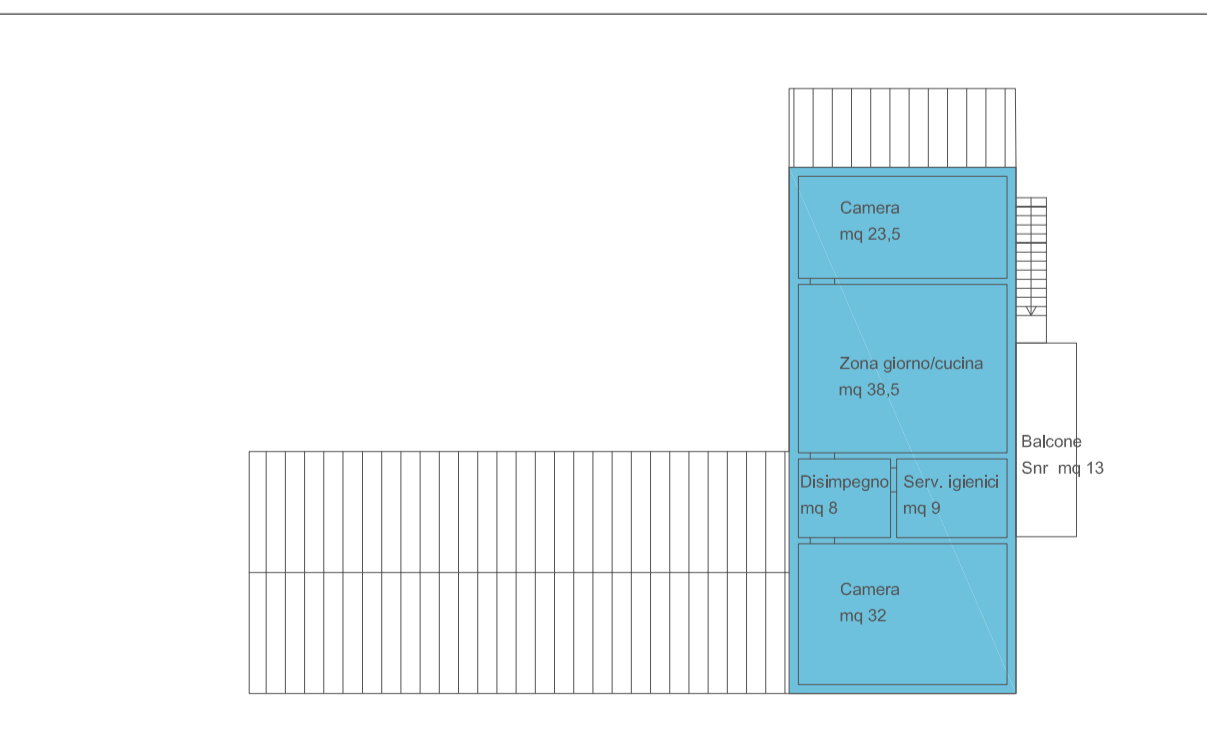 Camera
mq 23,5
Zona giorno/cucina
mq 38,5
Balcone
Snr mq 13
Disimpegno
mq 8
Serv. igienici
mq 9
Camera
mq 32